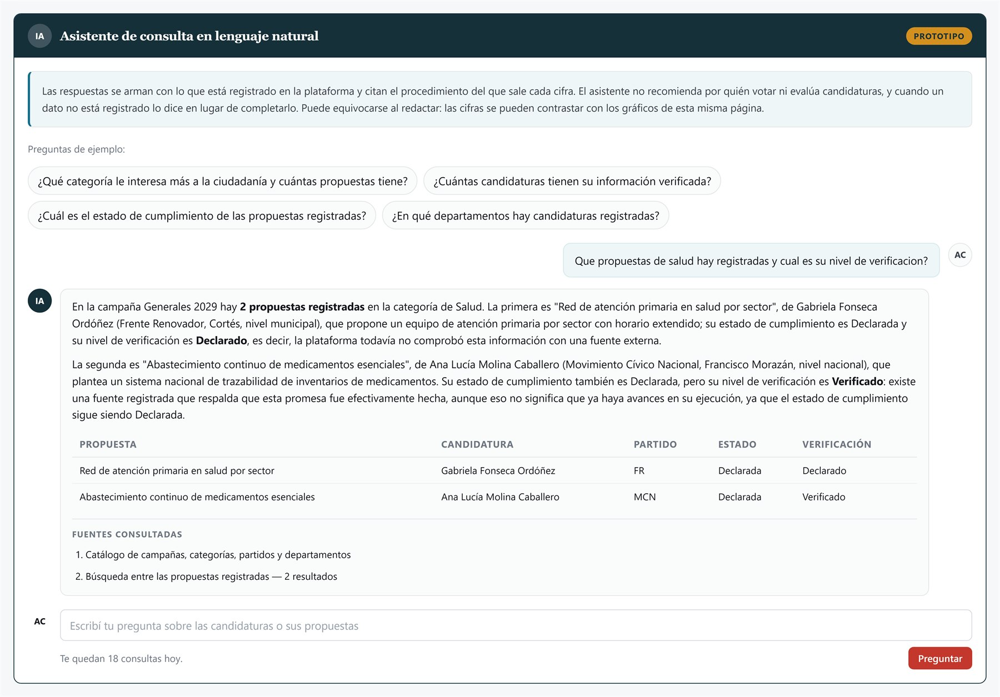 IA
Asistente de consulta en lenguaje natural
PROTOTIPO
Las respuestas se arman con lo que está registrado en la plataforma y citan el procedimiento del que sale cada cifra. El asistente no recomienda por quién votar ni evalúa candidaturas, y cuando un
dato no está registrado lo dice en lugar de completarlo. Puede equivocarse al redactar: las cifras se pueden contrastar con los gráficos de esta misma página.
Preguntas de ejemplo:
¿Qué categoría le interesa más a la ciudadanía y cuántas propuestas tiene?
¿Cuántas candidaturas tienen su información verificada?
¿Cuál es el estado de cumplimiento de las propuestas registradas?
¿En qué departamentos hay candidaturas registradas?
Que propuestas de salud hay registradas y cual es su nivel de verificacion?
AC
IA
En la campaña Generales 2029 hay 2 propuestas registradas en la categoría de Salud. La primera es "Red de atención primaria en salud por sector", de Gabriela Fonseca
Ordóñez (Frente Renovador, Cortés, nivel municipal), que propone un equipo de atención primaria por sector con horario extendido; su estado de cumplimiento es Declarada y
su nivel de verificación es Declarado, es decir, la plataforma todavía no comprobó esta información con una fuente externa.
La segunda es "Abastecimiento continuo de medicamentos esenciales", de Ana Lucía Molina Caballero (Movimiento Cívico Nacional, Francisco Morazán, nivel nacional), que
plantea un sistema nacional de trazabilidad de inventarios de medicamentos. Su estado de cumplimiento también es Declarada, pero su nivel de verificación es Verificado: existe
una fuente registrada que respalda que esta promesa fue efectivamente hecha, aunque eso no significa que ya haya avances en su ejecución, ya que el estado de cumplimiento
sigue siendo Declarada.
PROPUESTA CANDIDATURA PARTIDO ESTADO VERIFICACIÓN
Red de atención primaria en salud por sector Gabriela Fonseca Ordóñez FR Declarada Declarado
Abastecimiento continuo de medicamentos esenciales Ana Lucía Molina Caballero MCN Declarada Verificado
FUENTES CONSULTADAS
1. Catálogo de campañas, categorías, partidos y departamentos
2. Búsqueda entre las propuestas registradas — 2 resultados
AC
Escribí tu pregunta sobre las candidaturas o sus propuestas
Te quedan 18 consultas hoy.
Preguntar